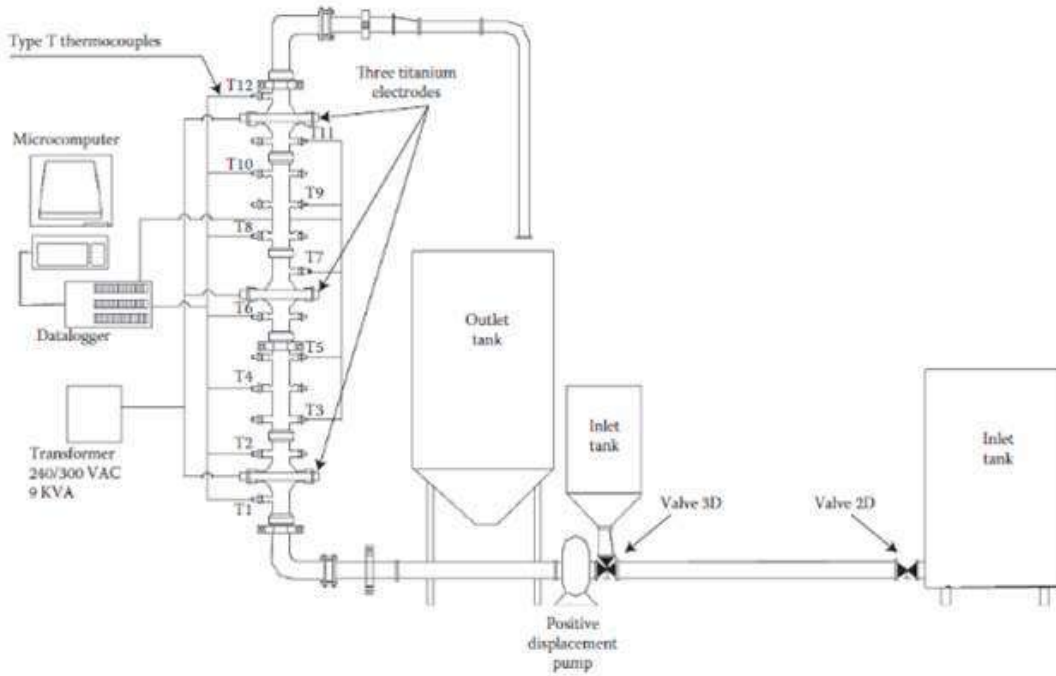 Type T thermocouples
T12
Three titanium
electrodes
T11
Microcomputer
T10
T9
T8
T7
T6
Datalogger
Outlet
tank
T5
T4
T3
Inlet
tank
Inlet
tank
T2
Transformer
240/300 VAC
9 KVA
T1
Valve 3D
Valve 2D
Positive
displacement
pump